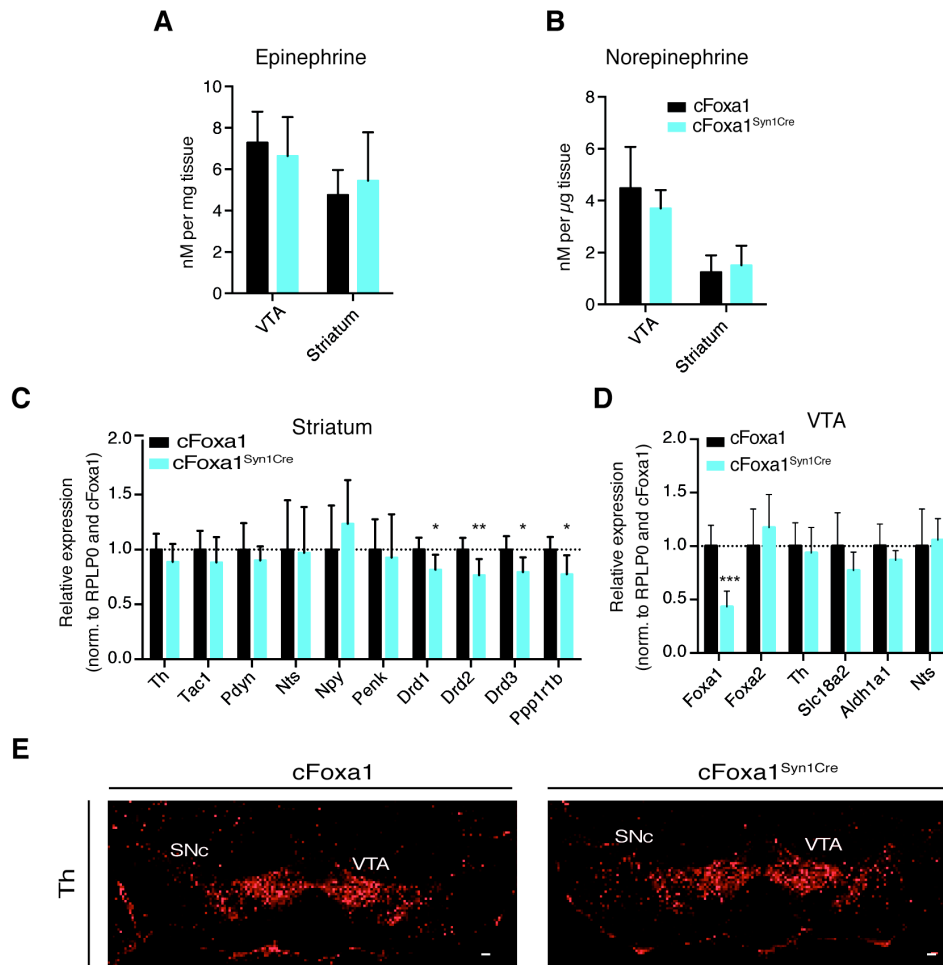 A
Epinephrine
nM per mg tissue
10
8
6
4
2
0
VTA
Striatum
B
Norepinephrine
cFoxa1
cFoxa1Syn1Cre
nM per µg tissue
8
6
4
2
0
VTA
Striatum
C
Striatum
cFoxa1
cFoxa1Syn1Cre
Relative expression
(norm. to RPLP0 and cFoxa1)
2.0
1.5
1.0
0.5
0.0
* ** * *
Th Tac1 Pdyn Nts Npy Penk Drd1 Drd2 Drd3 Ppp1r1b
D
VTA
cFoxa1
cFoxa1Syn1Cre
Relative expression
(norm. to RPLP0 and cFoxa1)
2.0
1.5
1.0
0.5
0.0
***
Foxa1 Foxa2 Th Slc18a2 Aldh1a1 Nts
E
cFoxa1
cFoxa1Syn1Cre
Th
SNc
VTA
SNc
VTA